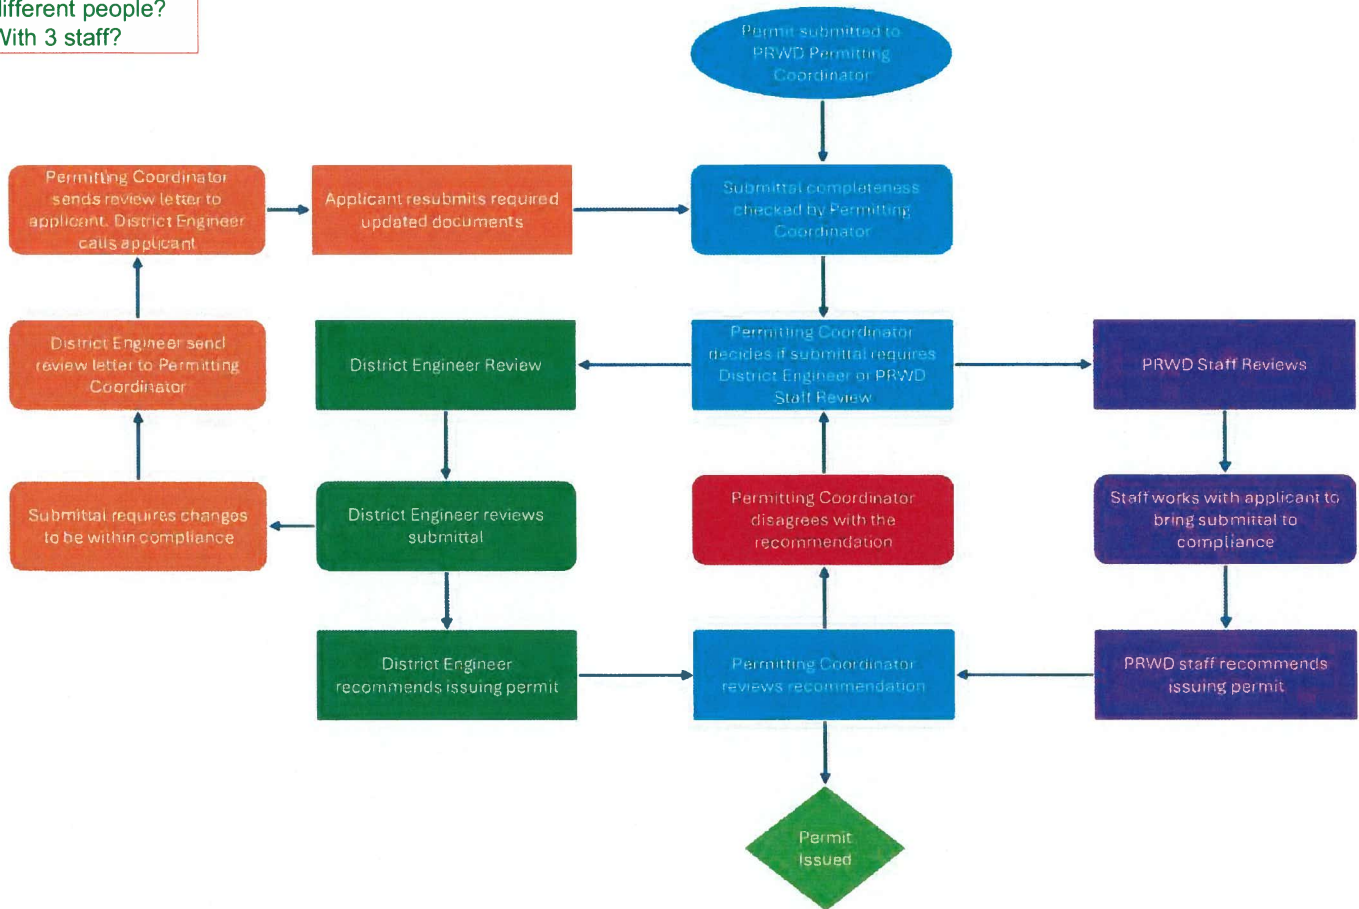 different people?
With 3 staff?
Permit submitted to
PRWD Permitting
Coordinator
Permitting Coordinator
sends review letter to
applicant. District Engineer
calls applicant
Applicant resubmits required
updated documents
Submittal completeness
checked by Permitting
Coordinator
District Engineer send
review letter to Permitting
Coordinator
District Engineer Review
Permitting Coordinator
decides if submittal requires
District Engineer or PRWD
Staff Review
PRWD Staff Reviews
Submittal requires changes
to be within compliance
District Engineer reviews
submittal
Permitting Coordinator
disagrees with the
recommendation
Staff works with applicant to
bring submittal to
compliance
District Engineer
recommends issuing permit
Permitting Coordinator
reviews recommendation
PRWD staff recommends
issuing permit
Permit
Issued